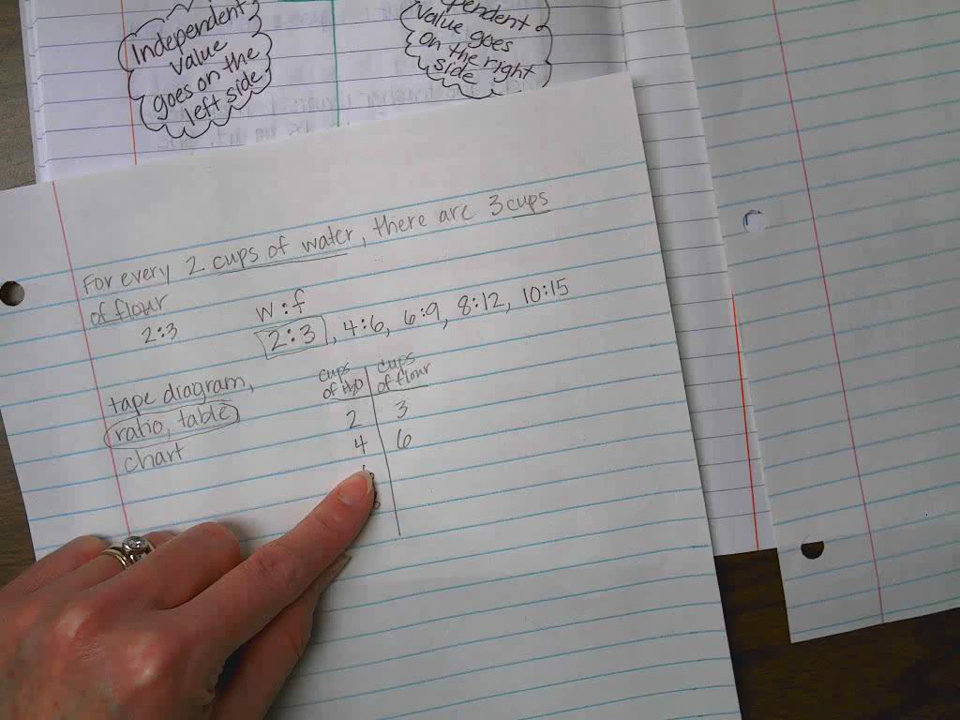 Independent
value
goes on the
left side
pendent
value goes
on the right
side
For every 2 cups of water, there are 3 cups
of flour
2:3
w:f
2:3, 4:6, 6:9, 8:12, 10:15
tape diagram,
ratio, table,
chart
cups
of H₂O
cups
of flour
2 3
4 6